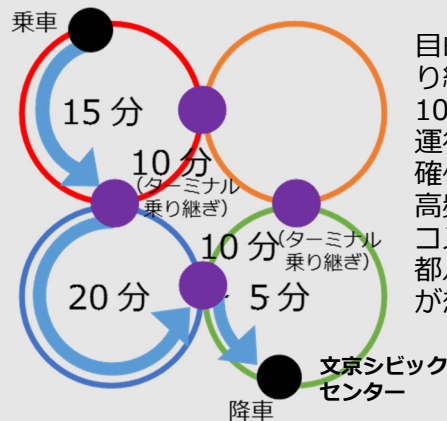 乗車
15 分
10 分
(ターミナル
乗り継ぎ)
10 分
(ターミナル
乗り継ぎ)
20 分
5 分
文京シビック
センター
降車
目
り
10
運
確
高
コ
都
が